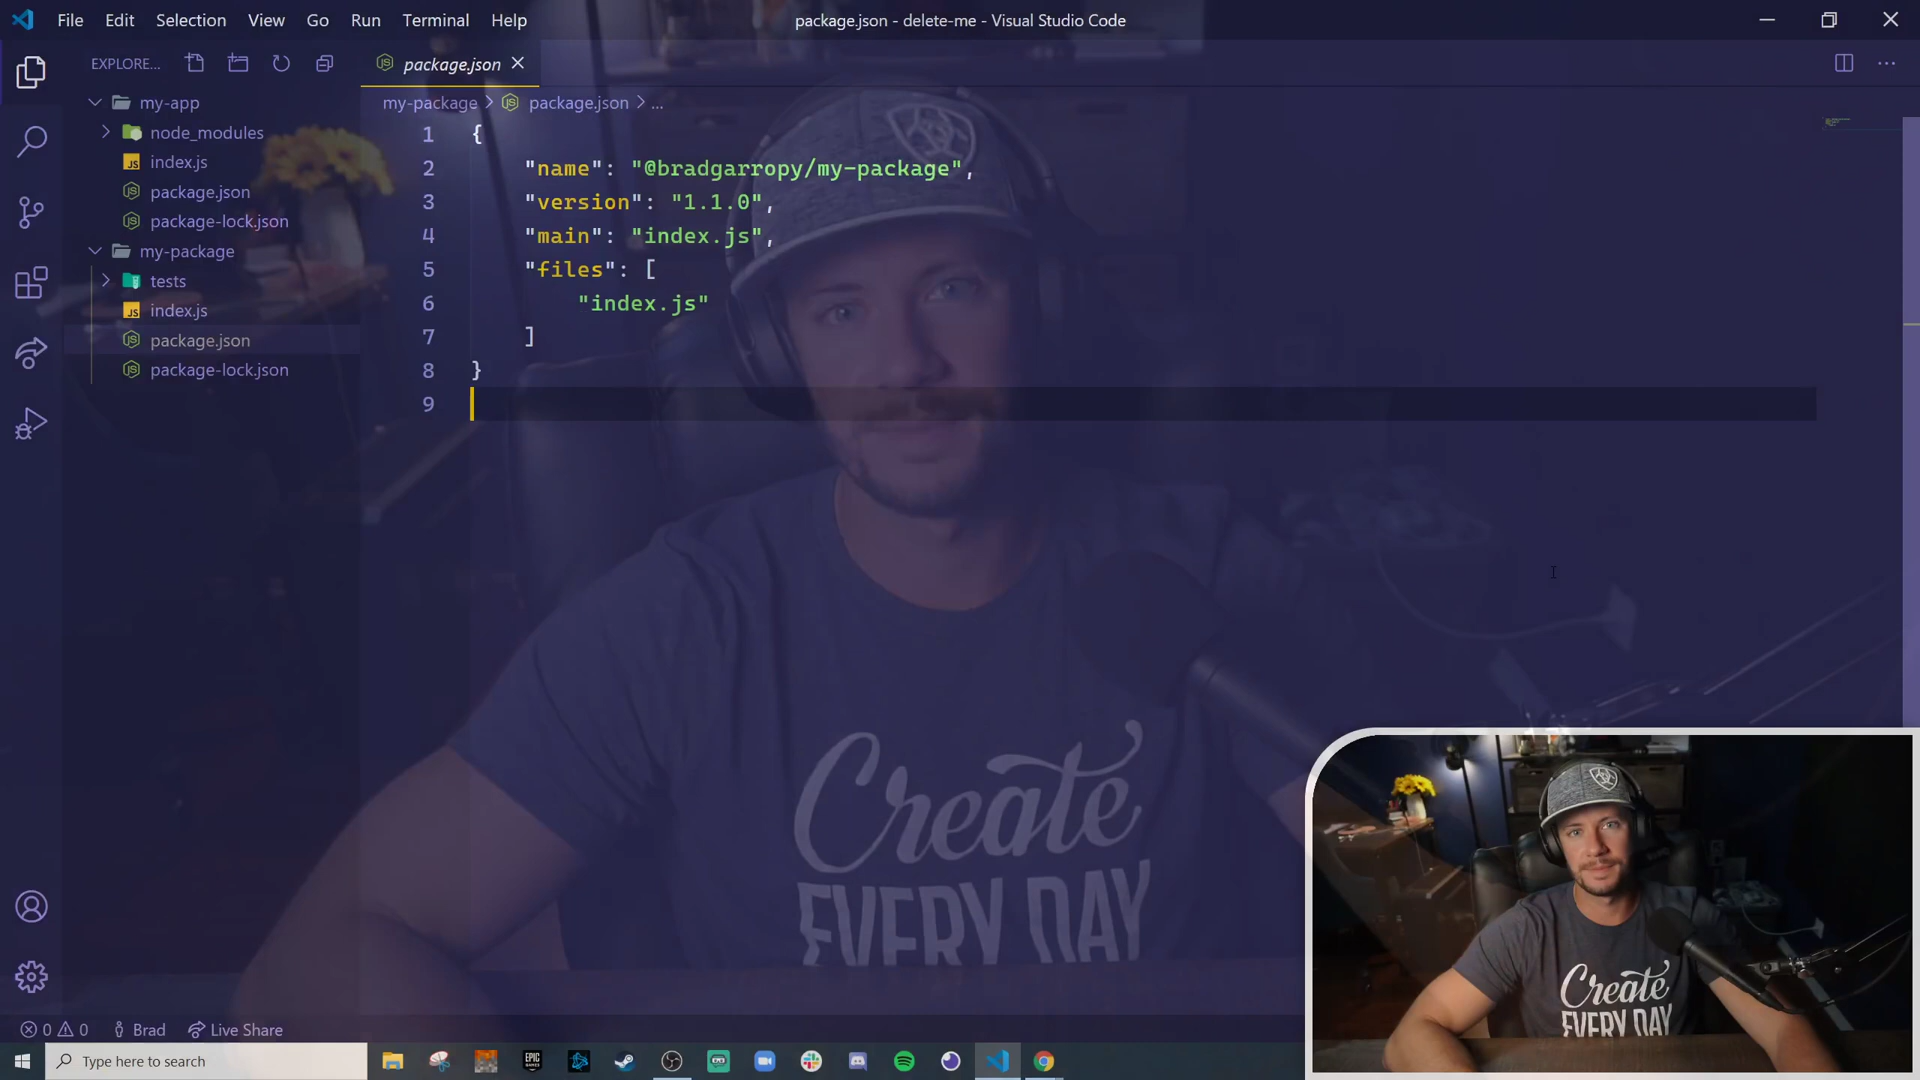 File Edit Selection View Go Run Terminal Help
package.json - delete-me - Visual Studio Code
EXPLORE...
package.json
my-package > package.json > ...
my-app
node_modules
index.js
package.json
package-lock.json
my-package
tests
index.js
package.json
package-lock.json
1 {
2 "name": "@bradgarropy/my-package",
3 "version": "1.1.0",
4 "main": "index.js",
5 "files": [
6 "index.js"
7 ]
8 }
9
Create
EVERY DAY
Create
EVERY DAY
0 0 Brad Live Share
Type here to search
EPIC
GAMES